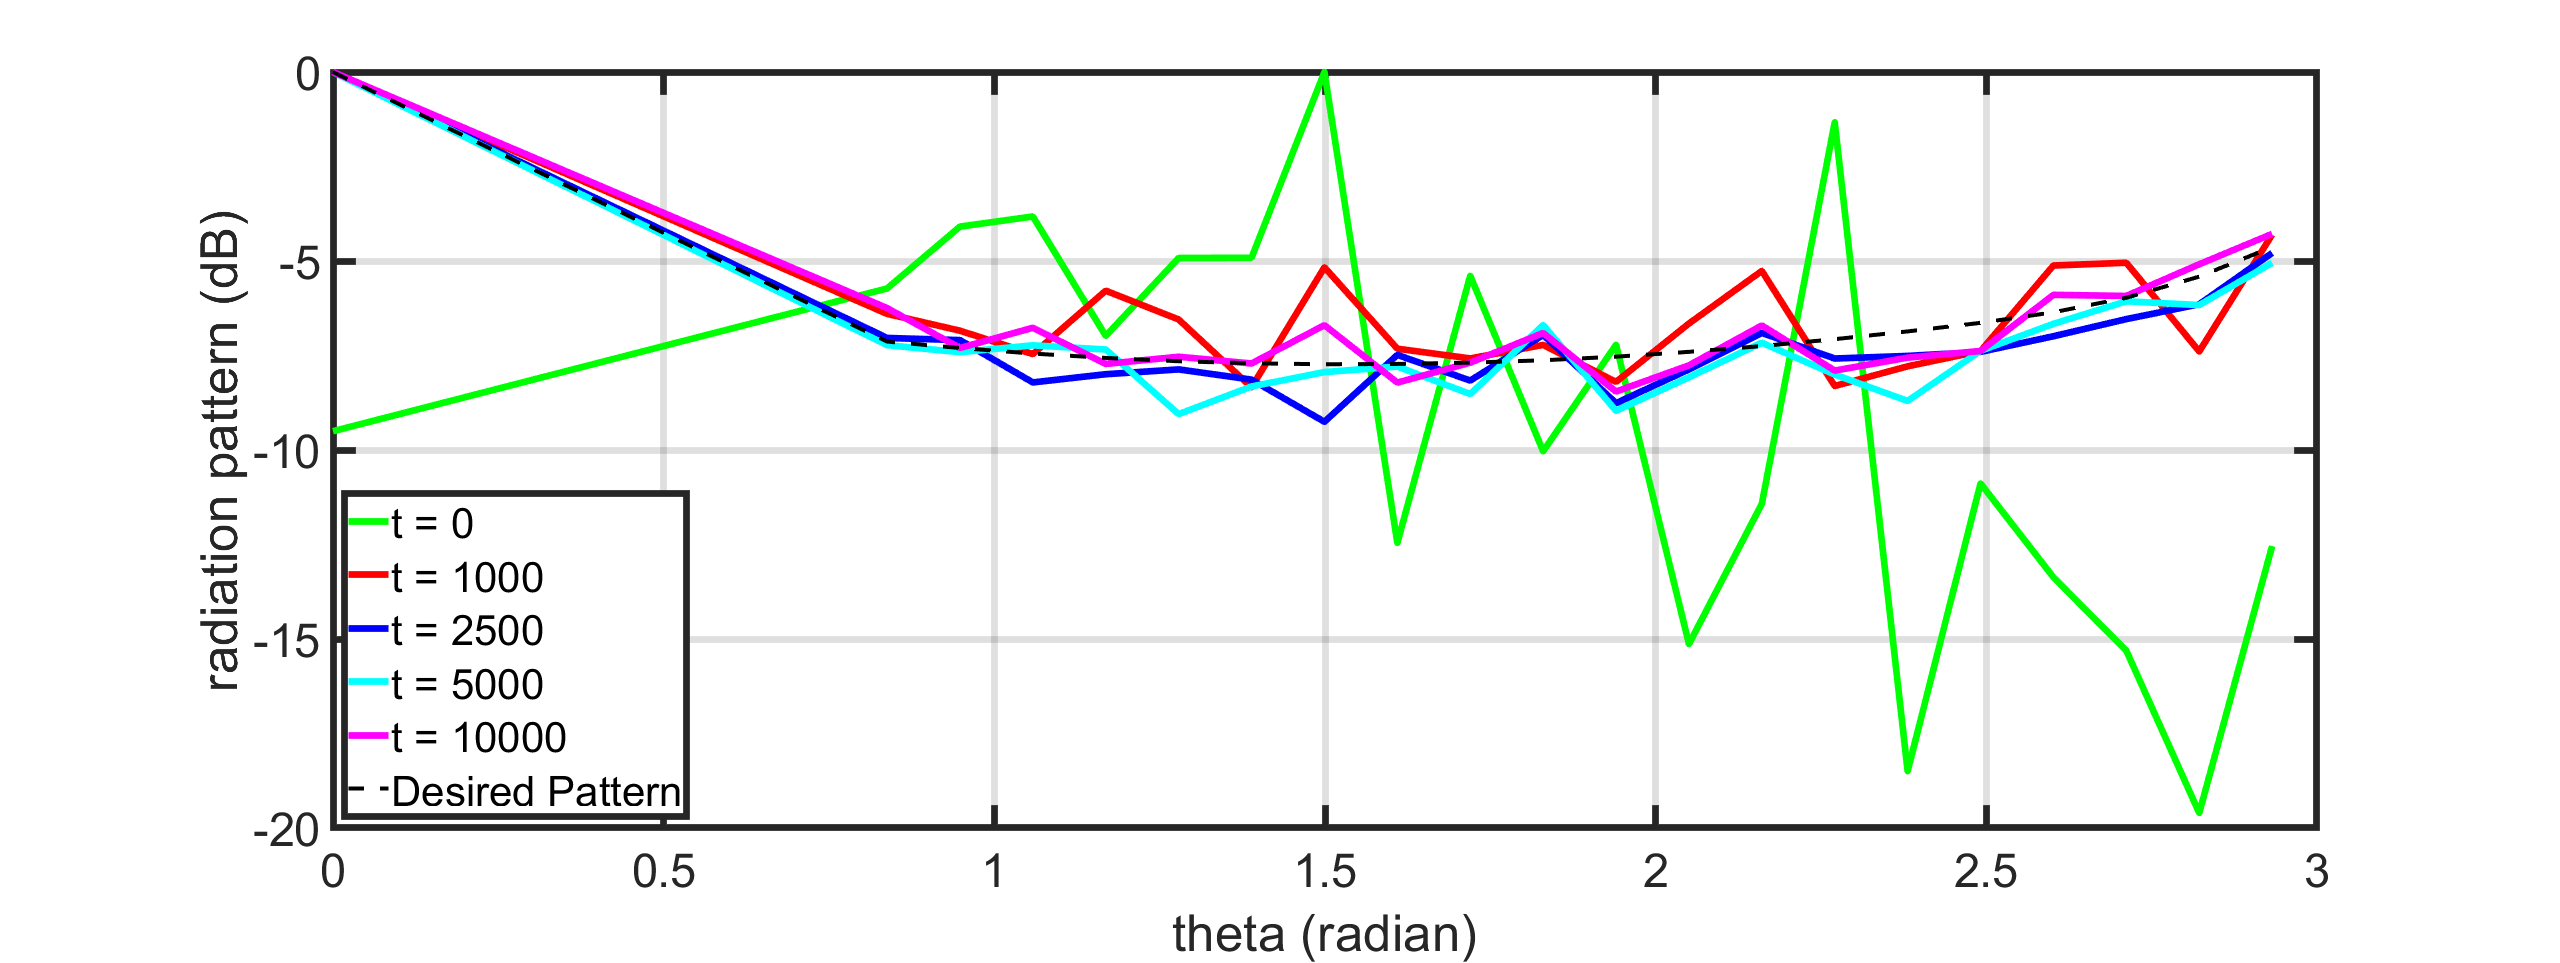 radiation pattern (dB)
0
-5
-10
-15
-20
t = 0
t = 1000
t = 2500
t = 5000
t = 10000
Desired Pattern
0 0.5 1 1.5 2 2.5 3
theta (radian)